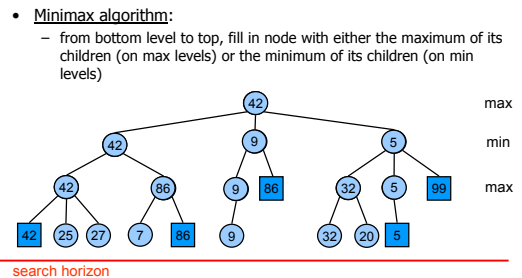 • Minimax algorithm:
– from bottom level to top, fill in node with either the maximum of its
children (on max levels) or the minimum of its children (on min
levels)
42 max
42 9 5 min
42 86 9 86 32 5 99 max
42 25 27 7 86 9 32 20 5
search horizon